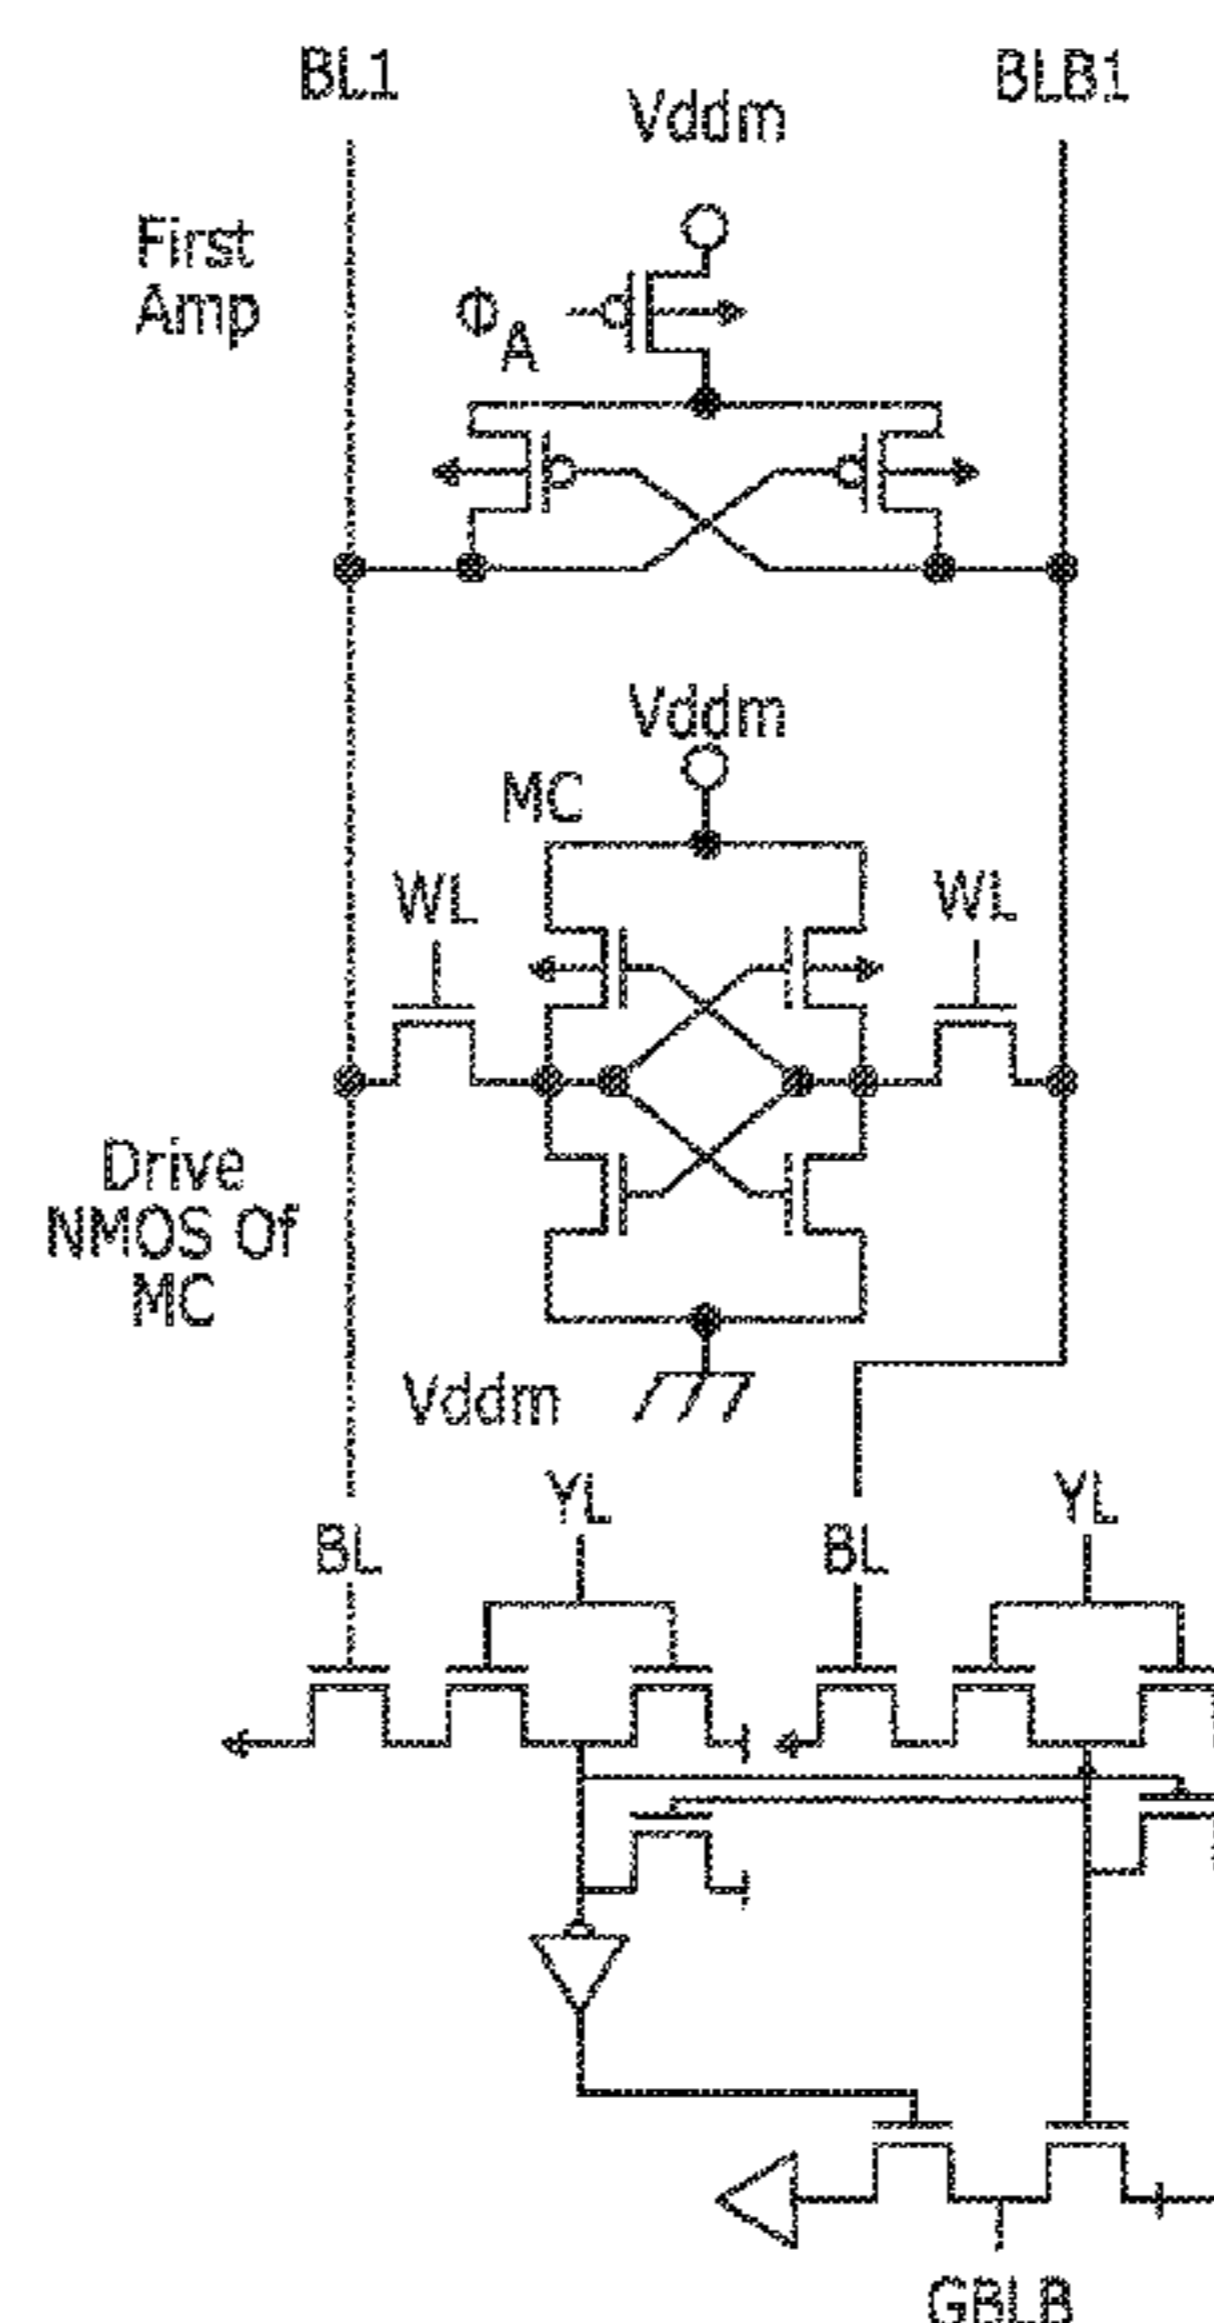 BL1
BLB1
Vddm
First
Amp
ΦA
Vddm
MC
WL
WL
Drive
NMOS Of
MC
Vddm
YL
YL
BL
BL
GBLB